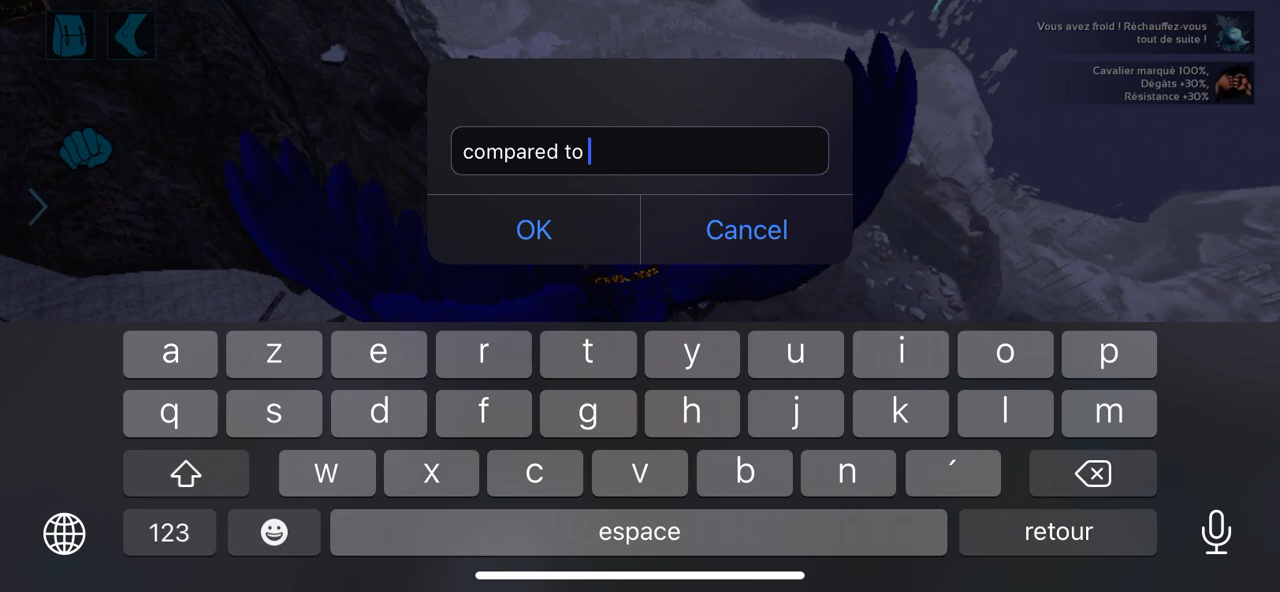 Vous avez froid ! Réchauffez-vous
tout de suite !
Cavalier marqué 100%,
Dégâts +30%,
Résistance +30%
compared to
OK Cancel
a z e r t y u i o p
q s d f g h j k l m
w x c v b n ´
123 espace retour